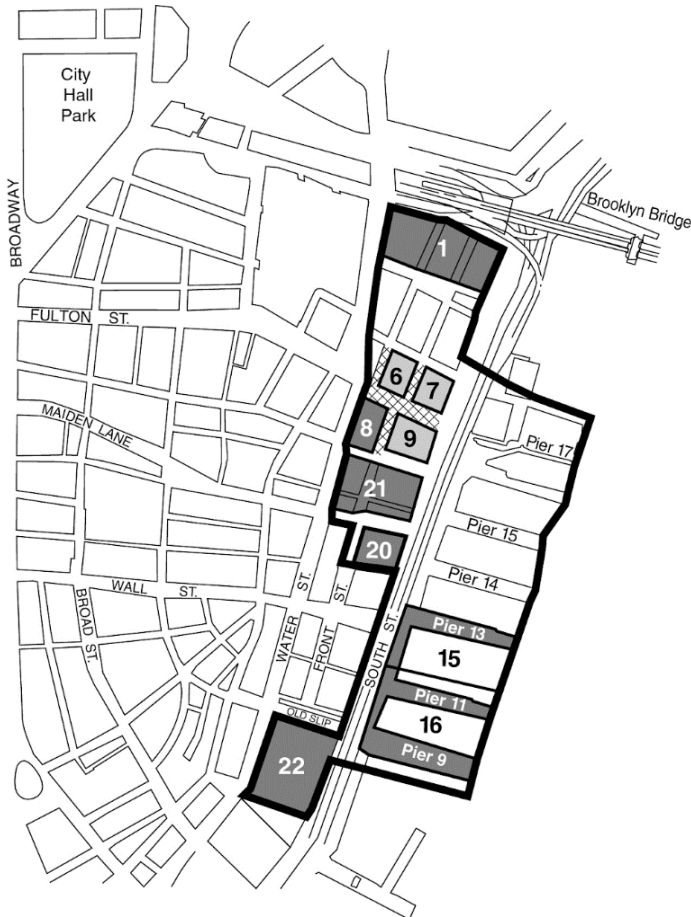 City
Hall
Park
BROADWAY
Brooklyn Bridge
1
FULTON ST.
6
7
MAIDEN LANE
8
9
Pier 17
21
Pier 15
20
Pier 14
WALL ST.
BROAD ST.
WATER ST.
FRONT ST.
SOUTH ST.
Pier 13
15
Pier 11
16
OLD SLIP
Pier 9
22